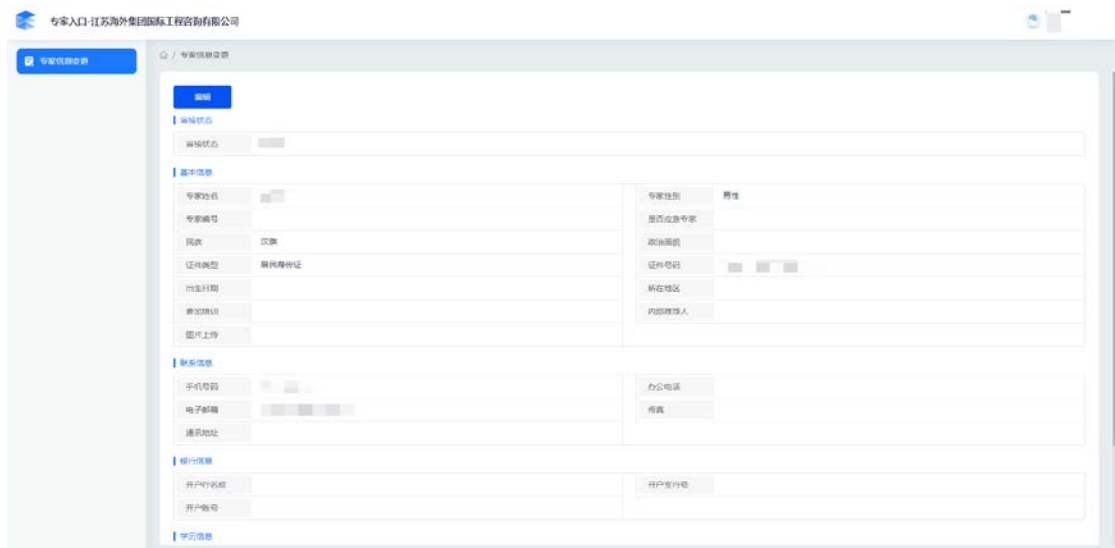 专家入口-江苏海外集团国际工程咨询有限公司
专家信息变更
/ 专家信息变更
编辑
审核状态
审核状态
基本信息
专家姓名
专家性别 男性
专家编号
是否应急专家
民族 汉族
政治面貌
证件类型 居民身份证
证件号码
出生日期
所在地区
参加培训
内部推荐人
图片上传
联系信息
手机号码
办公电话
电子邮箱
传真
通讯地址
银行信息
开户行名称
开户支行号
开户账号
学历信息